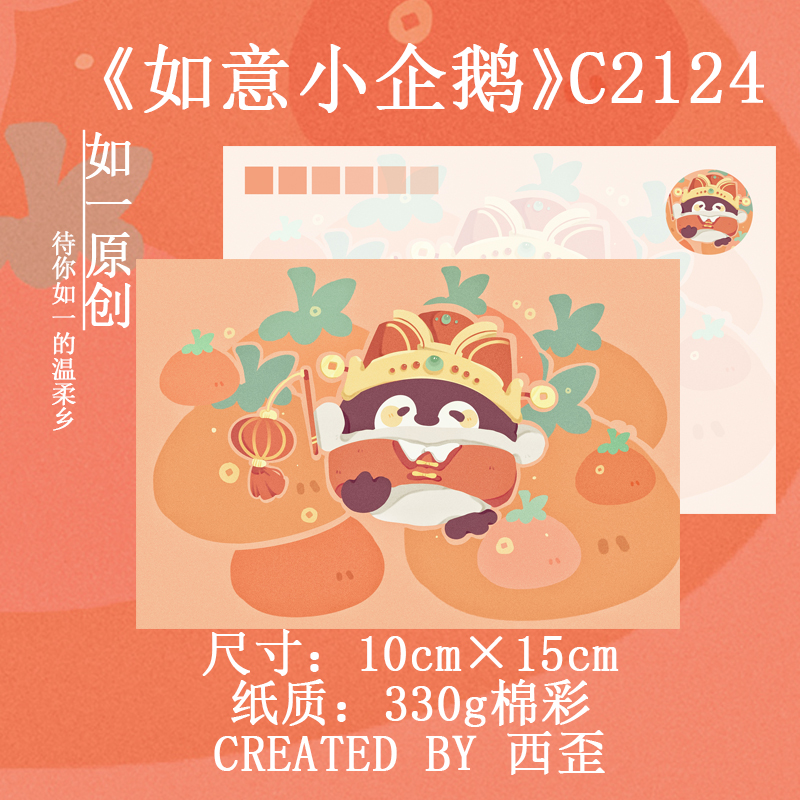 《如意小企鹅》C2124
如一原创
待你如一的温柔乡
尺寸：10cm×15cm
纸质：330g棉彩
CREATED BY 西歪